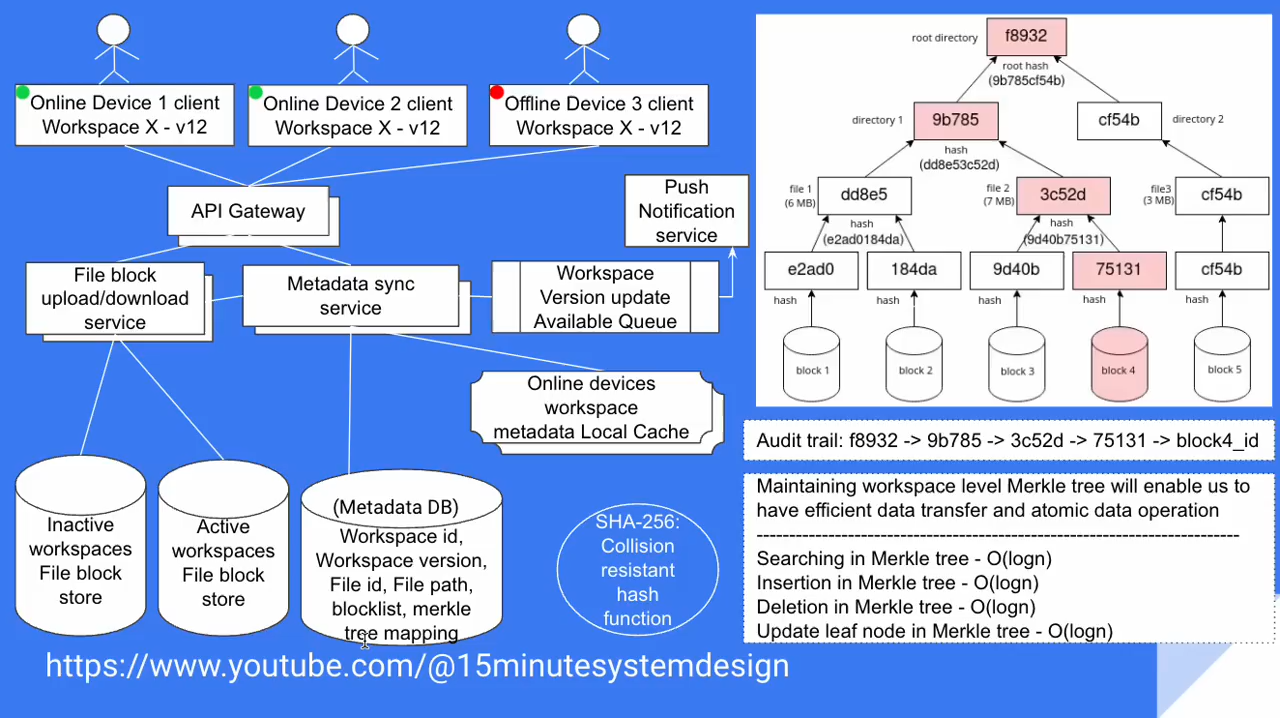 Online Device 1 client
Workspace X - v12
Online Device 2 client
Workspace X - v12
Offline Device 3 client
Workspace X - v12
API Gateway
Push
Notification
service
File block
upload/download
service
Metadata sync
service
Workspace
Version update
Available Queue
Online devices
workspace
metadata Local Cache
Inactive
workspaces
File block
store
Active
workspaces
File block
store
(Metadata DB)
Workspace id,
Workspace version,
File id, File path,
blocklist, merkle
tree mapping
SHA-256:
Collision
resistant
hash
function
https://www.youtube.com/@15minutesystemdesign
root directory
f8932
root hash
(9b785cf54b)
directory 1
9b785
cf54b
directory 2
hash
(dd8e53c52d)
file 1
(6 MB)
dd8e5
file 2
(7 MB)
3c52d
file3
(3 MB)
cf54b
hash
(e2ad0184da)
hash
(9d40b75131)
e2ad0
184da
9d40b
75131
cf54b
hash
hash
hash
hash
hash
block 1
block 2
block 3
block 4
block 5
Audit trail: f8932 -> 9b785 -> 3c52d -> 75131 -> block4_id
Maintaining workspace level Merkle tree will enable us to
have efficient data transfer and atomic data operation
--------------------------------------------------------------------------
Searching in Merkle tree - O(logn)
Insertion in Merkle tree - O(logn)
Deletion in Merkle tree - O(logn)
Update leaf node in Merkle tree - O(logn)